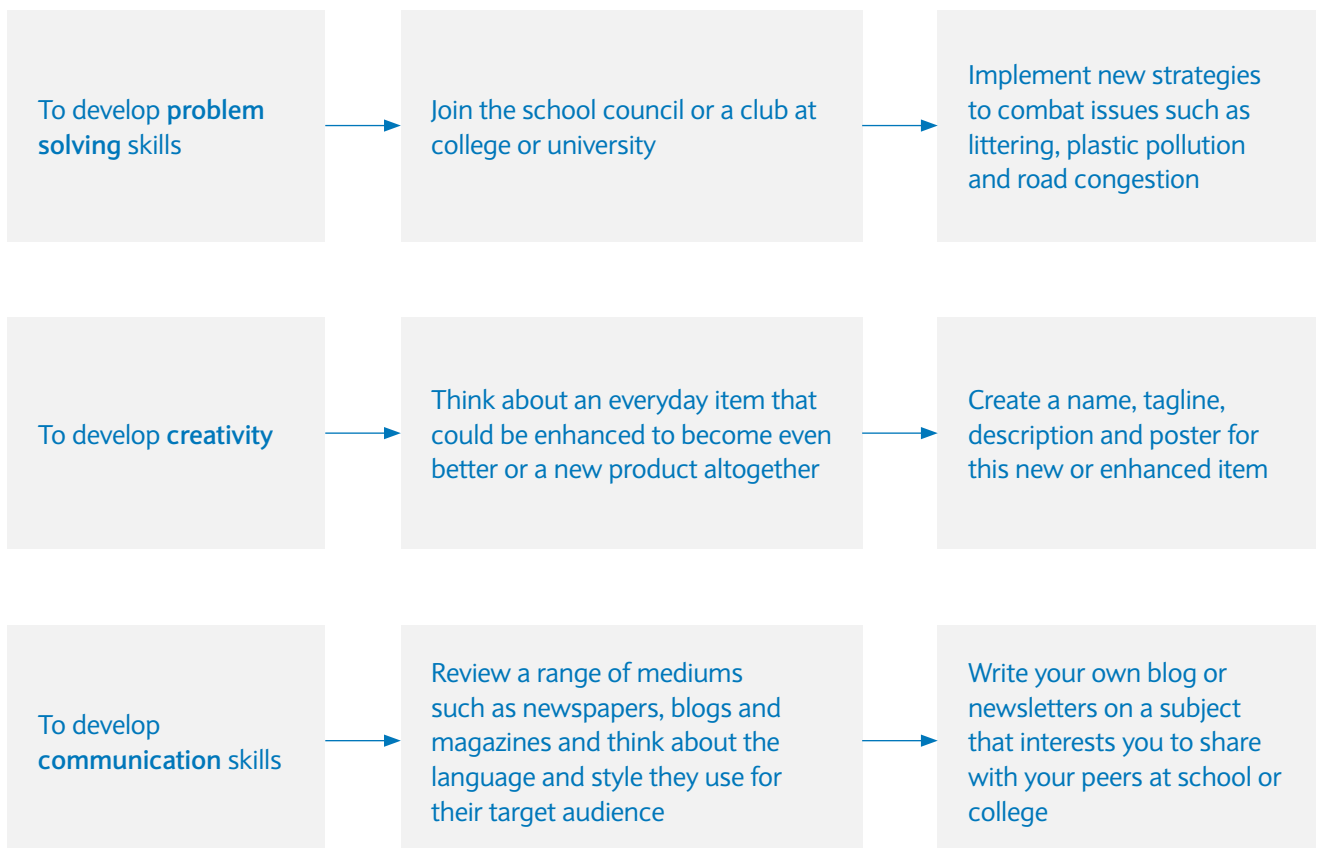 To develop problem
solving skills
Join the school council or a club at
college or university
Implement new strategies
to combat issues such as
littering, plastic pollution
and road congestion
To develop creativity
Think about an everyday item that
could be enhanced to become even
better or a new product altogether
Create a name, tagline,
description and poster for
this new or enhanced item
To develop
communication skills
Review a range of mediums
such as newspapers, blogs and
magazines and think about the
language and style they use for
their target audience
Write your own blog or
newsletters on a subject
that interests you to share
with your peers at school or
college